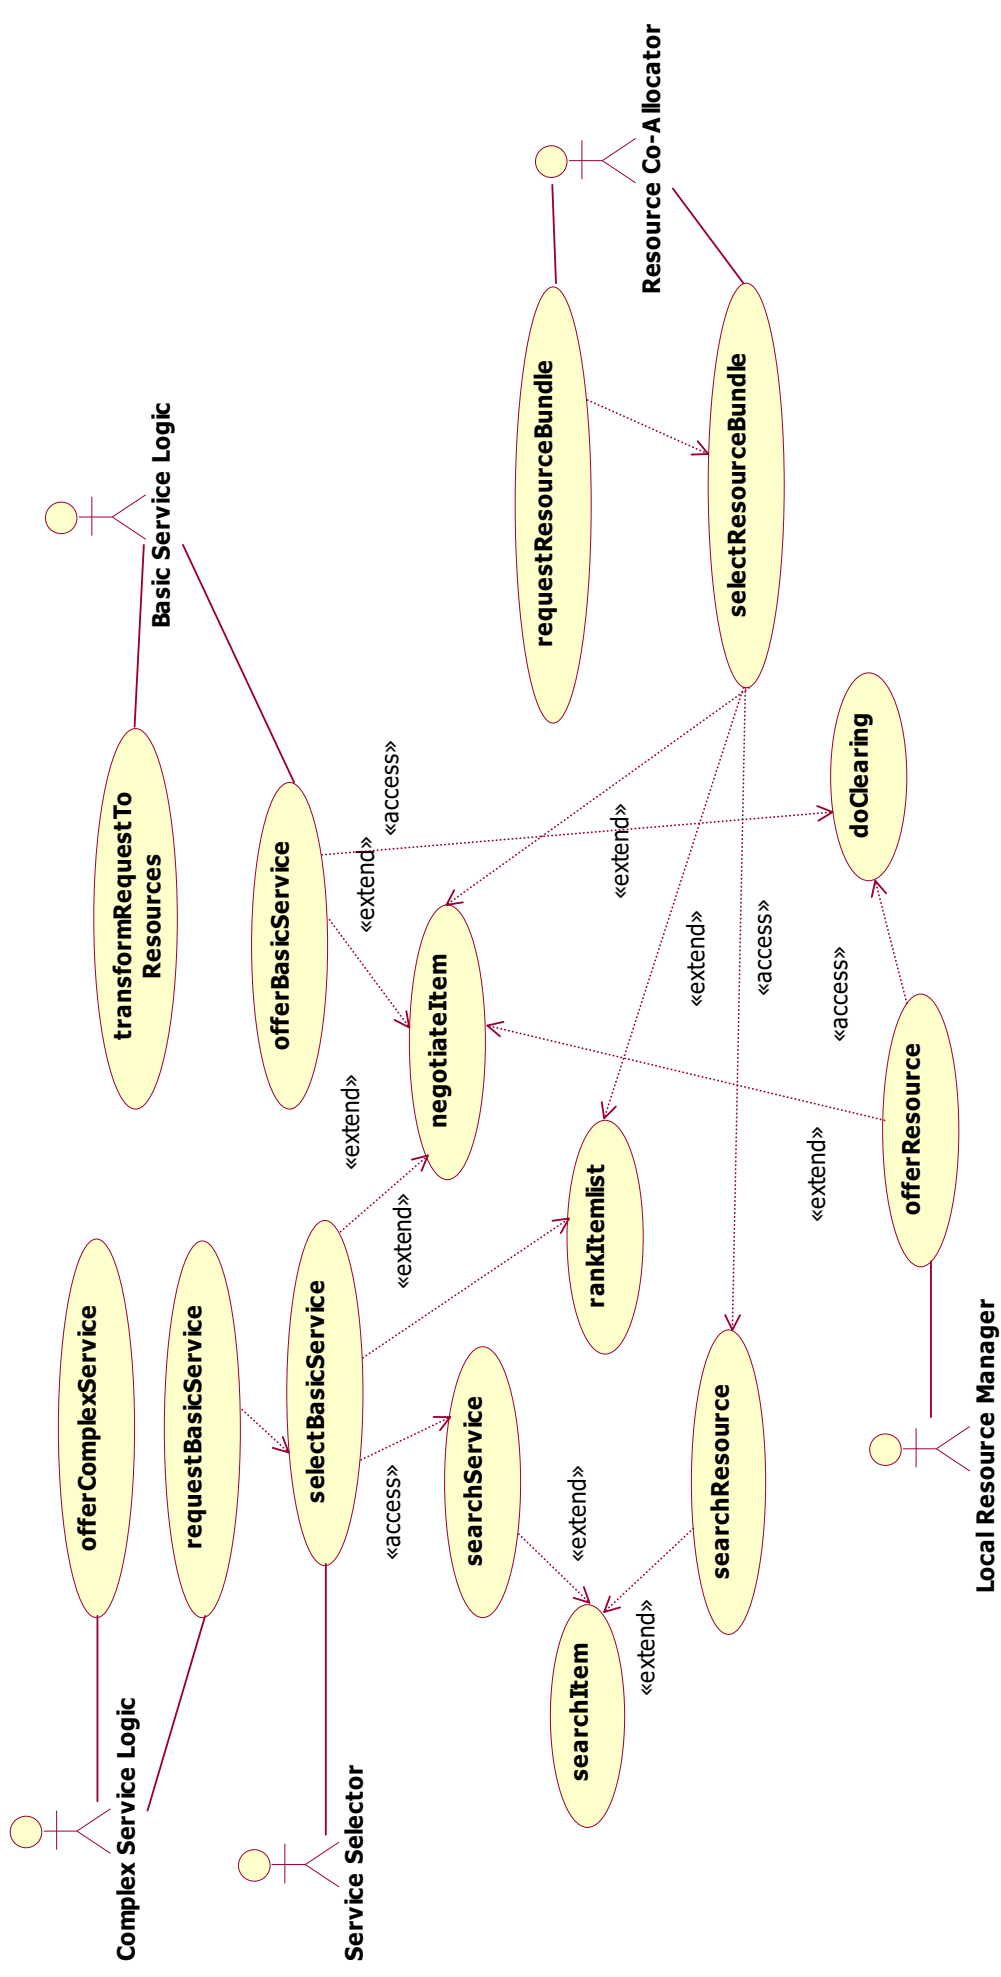 Complex Service Logic
offerComplexService
requestBasicService
Service Selector
selectBasicService
transformRequestTo
Resources
Basic Service Logic
offerBasicService
«extend»
«extend»
«access»
«extend»
negotiateItem
«access»
searchService
«extend»
searchItem
«extend»
rankItemlist
requestResourceBundle
Resource Co-Allocator
selectResourceBundle
«extend»
«extend»
«access»
searchResource
doClearing
«access»
«extend»
offerResource
Local Resource Manager